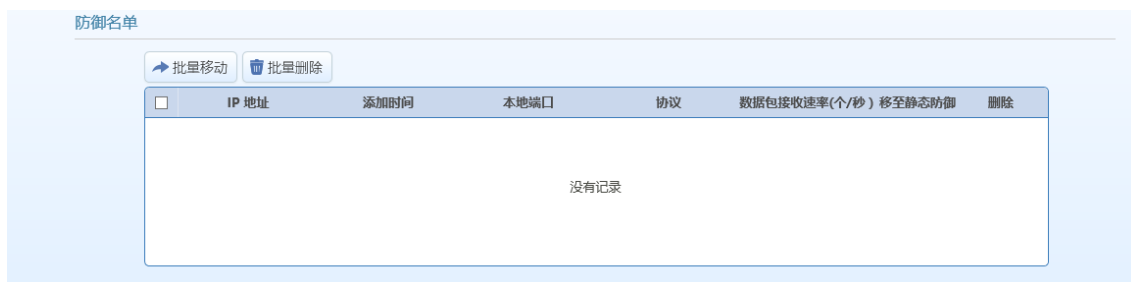 防御名单
批量移动 批量删除
IP 地址 添加时间 本地端口 协议 数据包接收速率(个/秒 ) 移至静态防御 删除
没有记录